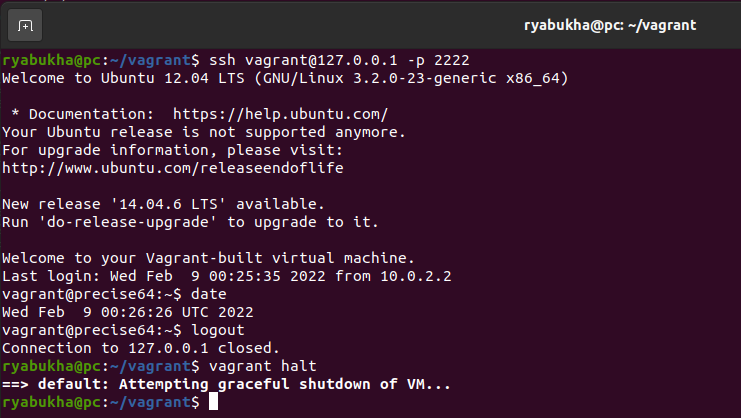 ryabukha@pc: ~/vagrant
ryabukha@pc:~/vagrant$ ssh vagrant@127.0.0.1 -p 2222
Welcome to Ubuntu 12.04 LTS (GNU/Linux 3.2.0-23-generic x86_64)

 * Documentation:  https://help.ubuntu.com/
Your Ubuntu release is not supported anymore.
For upgrade information, please visit:
http://www.ubuntu.com/releaseendoflife

New release '14.04.6 LTS' available.
Run 'do-release-upgrade' to upgrade to it.

Welcome to your Vagrant-built virtual machine.
Last login: Wed Feb  9 00:25:35 2022 from 10.0.2.2
vagrant@precise64:~$ date
Wed Feb  9 00:26:26 UTC 2022
vagrant@precise64:~$ logout
Connection to 127.0.0.1 closed.
ryabukha@pc:~/vagrant$ vagrant halt
==> default: Attempting graceful shutdown of VM...
ryabukha@pc:~/vagrant$